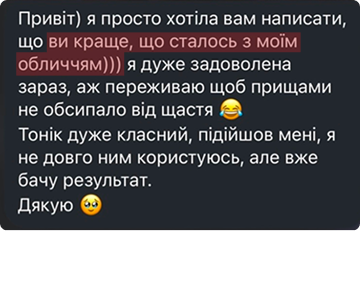 Привіт) я просто хотіла вам написати,
що ви краще, що сталось з моїм
обличчям))) я дуже задоволена
зараз, аж переживаю щоб прищами
не обсипало від щастя 😂
Тонік дуже класний, підійшов мені, я
не довго ним користуюсь, але вже
бачу результат.
Дякую 🥹